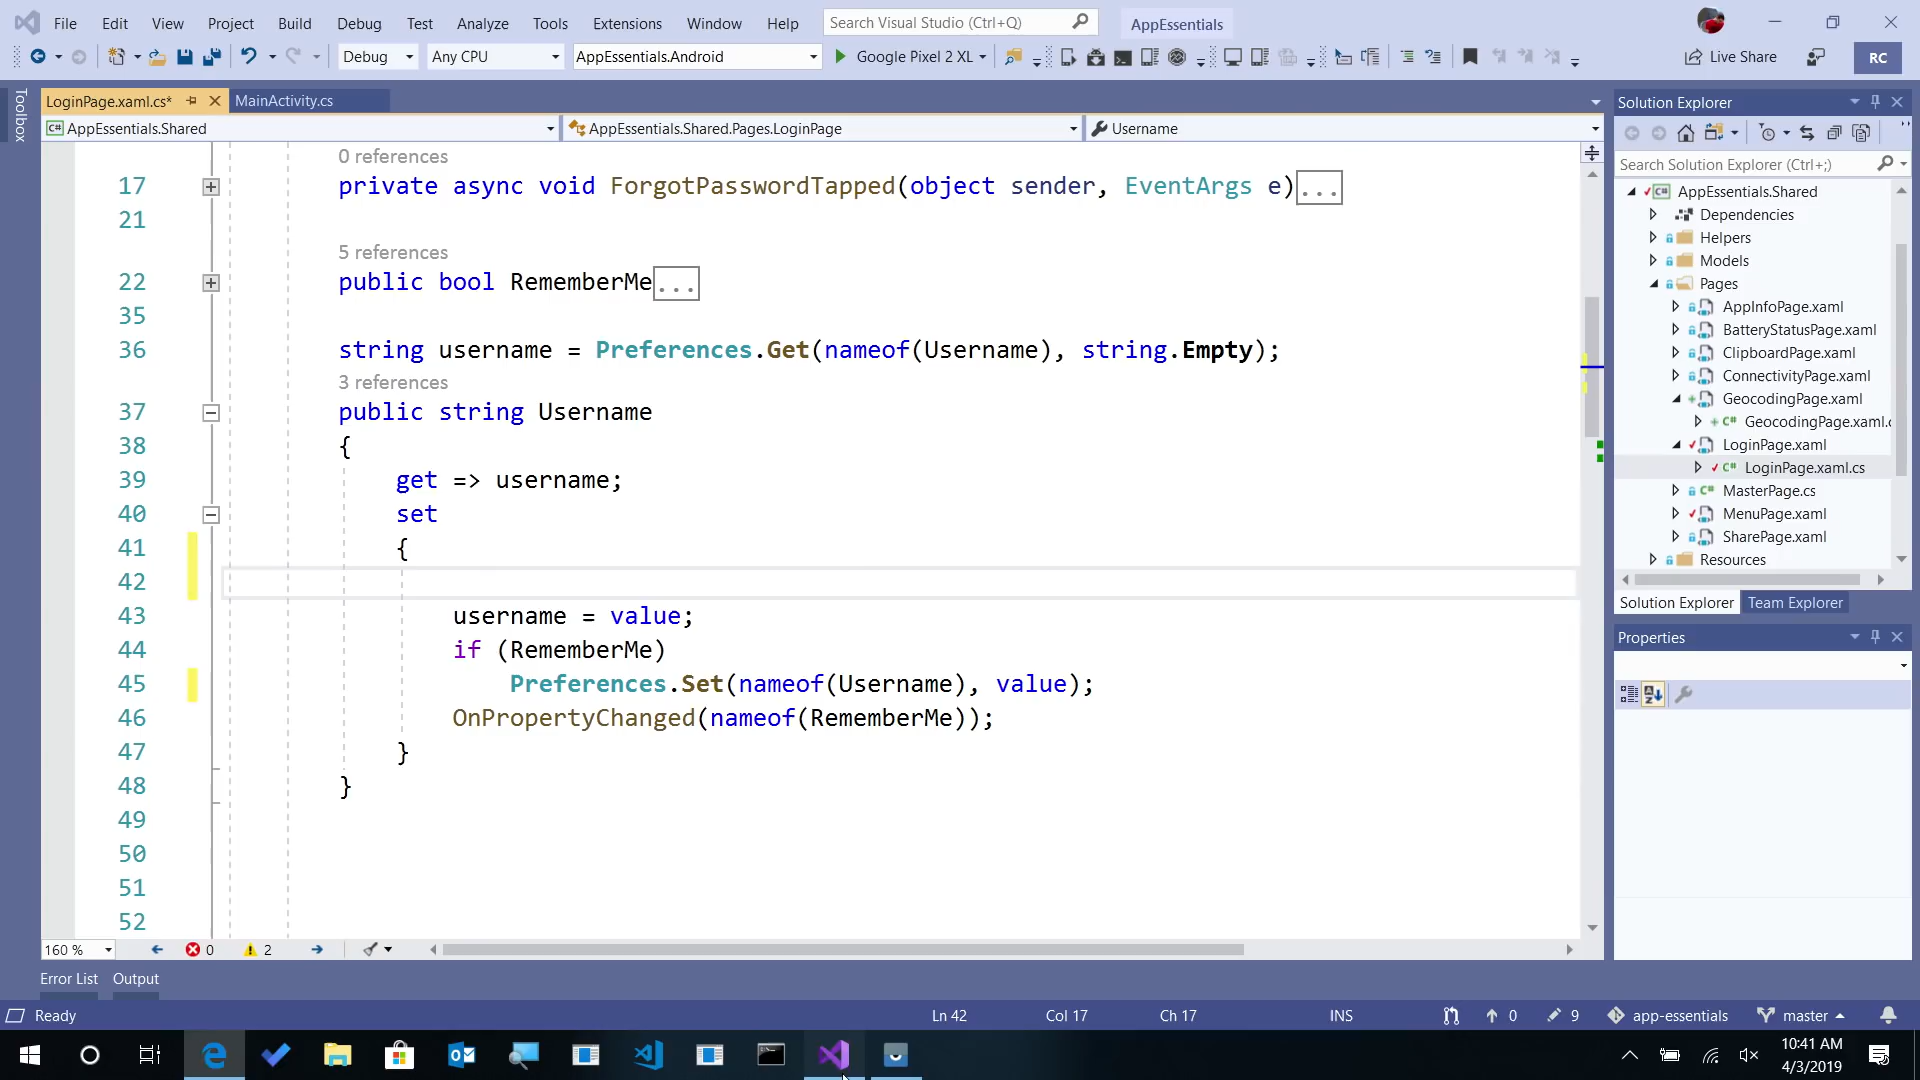 File Edit View Project Build Debug Test Analyze Tools Extensions Window Help Search Visual Studio (Ctrl+Q) AppEssentials
Debug Any CPU AppEssentials.Android Google Pixel 2 XL Live Share RC
Toolbox
LoginPage.xaml.cs* MainActivity.cs
AppEssentials.Shared AppEssentials.Shared.Pages.LoginPage Username
0 references
17 private async void ForgotPasswordTapped(object sender, EventArgs e)...
21
5 references
22 public bool RememberMe...
35
36 string username = Preferences.Get(nameof(Username), string.Empty);
3 references
37 public string Username
38 {
39 get => username;
40 set
41 {
42
43 username = value;
44 if (RememberMe)
45 Preferences.Set(nameof(Username), value);
46 OnPropertyChanged(nameof(RememberMe));
47 }
48 }
49
50
51
52
160 % 0 2
Error List Output
Solution Explorer
Search Solution Explorer (Ctrl+;)
AppEssentials.Shared
Dependencies
Helpers
Models
Pages
AppInfoPage.xaml
BatteryStatusPage.xaml
ClipboardPage.xaml
ConnectivityPage.xaml
GeocodingPage.xaml
GeocodingPage.xaml.c
LoginPage.xaml
LoginPage.xaml.cs
MasterPage.cs
MenuPage.xaml
SharePage.xaml
Resources
Solution Explorer Team Explorer
Properties
Ready Ln 42 Col 17 Ch 17 INS 0 9 app-essentials master
10:41 AM
4/3/2019